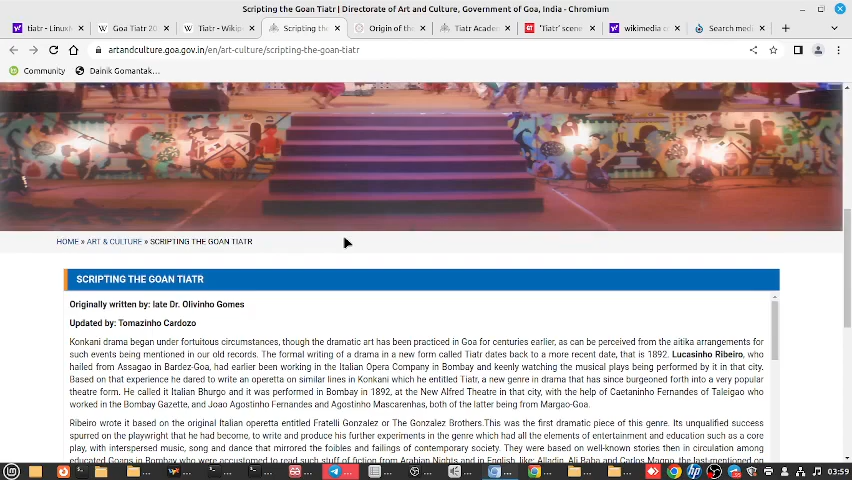 Scripting the Goan Tiatr | Directorate of Art and Culture, Government of Goa, India - Chromium
tiatr - LinuxM
Goa Tiatr 20
Tiatr - Wikip
Scripting the
Origin of the
Tiatr Acade
'Tiatr' scene
wikimedia c
Search medi
artandculture.goa.gov.in/en/art-culture/scripting-the-goan-tiatr
Community
Dainik Gomantak...
HOME » ART & CULTURE » SCRIPTING THE GOAN TIATR
SCRIPTING THE GOAN TIATR
Originally written by: late Dr. Olivinho Gomes
Updated by: Tomazinho Cardozo
Konkani drama began under fortuitous circumstances, though the dramatic art has been practiced in Goa for centuries earlier, as can be perceived from the aitika arrangements for
such events being mentioned in our old records. The formal writing of a drama in a new form called Tiatr dates back to a more recent date, that is 1892. Lucasinho Ribeiro, who
hailed from Assagao in Bardez-Goa, had earlier been working in the Italian Opera Company in Bombay and keenly watching the musical plays being performed by it in that city.
Based on that experience he dared to write an operetta on similar lines in Konkani which he entitled Tiatr, a new genre in drama that has since burgeoned forth into a very popular
theatre form. He called it Italian Bhurgo and it was performed in Bombay in 1892, at the New Alfred Theatre in that city, with the help of Caetaninho Fernandes of Taleigao who
worked in the Bombay Gazette, and Joao Agostinho Fernandes and Agostinho Mascarenhas, both of the latter being from Margao-Goa.
Ribeiro wrote it based on the original Italian operetta entitled Fratelli Gonzalez or The Gonzalez Brothers.This was the first dramatic piece of this genre. Its unqualified success
spurred on the playwright that he had become, to write and produce his further experiments in the genre which had all the elements of entertainment and education such as a core
play, with interspersed music, song and dance that mirrored the foibles and failings of contemporary society. They were based on well-known stories then in circulation among
educated Goans in Bombay who were accustomed to read such stuff of fiction from Arabian Nights and in English, like: Alladin, Ali Baba and Carlos Magno, the last being on
03:59